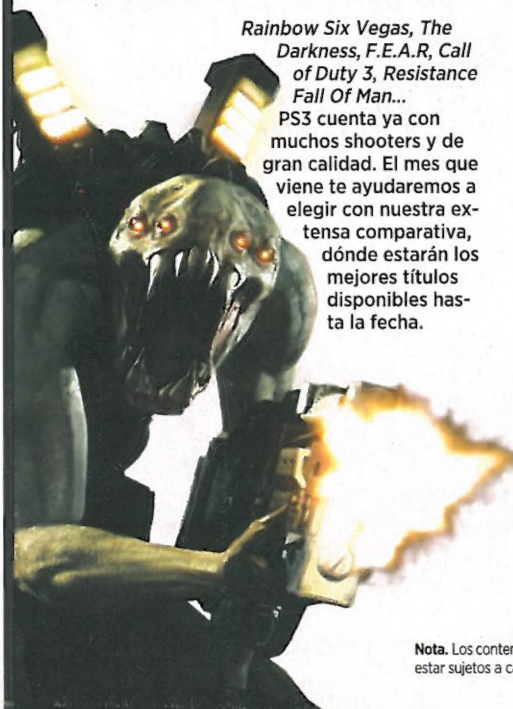 Rainbow Six Vegas, The
Darkness, F.E.A.R, Call
of Duty 3, Resistance
Fall Of Man...
PS3 cuenta ya con
muchos shooters y de
gran calidad. El mes que
viene te ayudaremos a
elegir con nuestra ex-
tensa comparativa,
dónde estarán los
mejores títulos
disponibles has-
ta la fecha.
Nota. Los
estar sujetos a